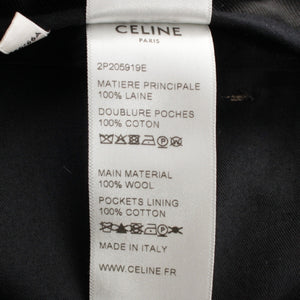 CELINE
PARIS
2P205919E
MATIERE PRINCIPALE
100% LAINE
DOUBLURE POCHES
100% COTON
MAIN MATERIAL
100% WOOL
POCKETS LINING
100% COTTON
MADE IN ITALY
WWW.CELINE.FR